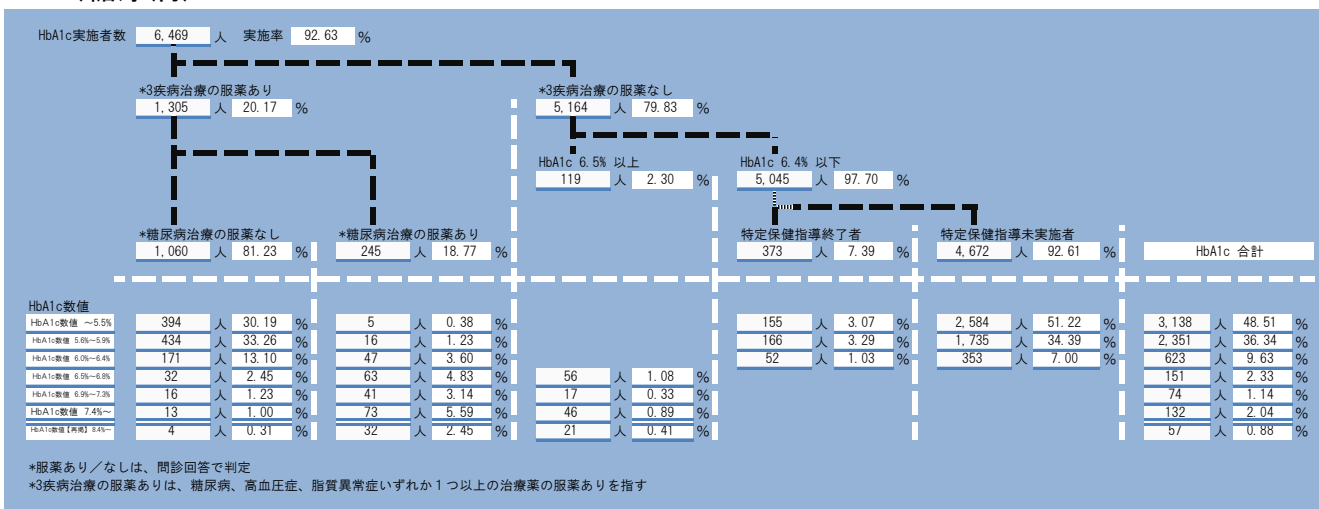 HbA1c実施者数 6,469 人 実施率 92.63 %
*3疾病治療の服薬あり *3疾病治療の服薬なし
1,305 人 20.17 % 5,164 人 79.83 %
HbA1c 6.5% 以上 HbA1c 6.4% 以下
119 人 2.30 % 5,045 人 97.70 %
*糖尿病治療の服薬なし *糖尿病治療の服薬あり 特定保健指導終了者 特定保健指導未実施者
1,060 人 81.23 % 245 人 18.77 % 373 人 7.39 % 4,672 人 92.61 % HbA1c 合計
HbA1c数値
HbA1c数値 ～5.5% 394 人 30.19 % 5 人 0.38 % 155 人 3.07 % 2,584 人 51.22 % 3,138 人 48.51 %
HbA1c数値 5.6%～5.9% 434 人 33.26 % 16 人 1.23 % 166 人 3.29 % 1,735 人 34.39 % 2,351 人 36.34 %
HbA1c数値 6.0%～6.4% 171 人 13.10 % 47 人 3.60 % 52 人 1.03 % 353 人 7.00 % 623 人 9.63 %
HbA1c数値 6.5%～6.8% 32 人 2.45 % 63 人 4.83 % 56 人 1.08 % 151 人 2.33 %
HbA1c数値 6.9%～7.3% 16 人 1.23 % 41 人 3.14 % 17 人 0.33 % 74 人 1.14 %
HbA1c数値 7.4%～ 13 人 1.00 % 73 人 5.59 % 46 人 0.89 % 132 人 2.04 %
HbA1c数値【再掲】8.4%～ 4 人 0.31 % 32 人 2.45 % 21 人 0.41 % 57 人 0.88 %
*服薬あり／なしは、問診回答で判定
*3疾病治療の服薬ありは、糖尿病、高血圧症、脂質異常症いずれか１つ以上の治療薬の服薬ありを指す